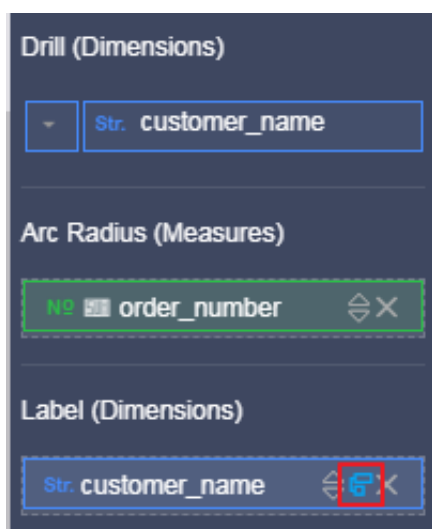 Drill (Dimensions)
Str. customer_name
Arc Radius (Measures)
Nº order_number
Label (Dimensions)
Str. customer_name